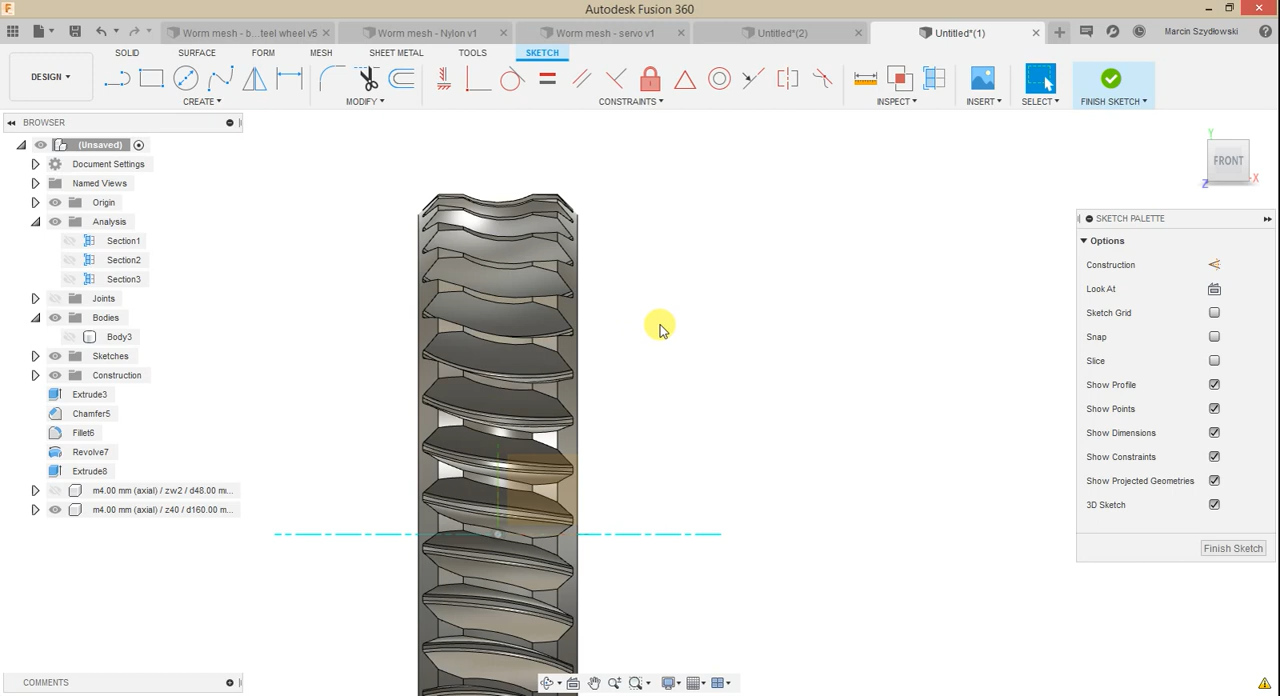 Autodesk Fusion 360
Worm mesh - b...teel wheel v5
Worm mesh - Nylon v1
Worm mesh - servo v1
Untitled*(2)
Untitled*(1)
Marcin Szydłowski
DESIGN
SOLID
SURFACE
FORM
MESH
SHEET METAL
TOOLS
SKETCH
CREATE
MODIFY
CONSTRAINTS
INSPECT
INSERT
SELECT
FINISH SKETCH
BROWSER
(Unsaved)
Document Settings
Named Views
Origin
Analysis
Section1
Section2
Section3
Joints
Bodies
Body3
Sketches
Construction
Extrude3
Chamfer5
Fillet6
Revolve7
Extrude8
m4.00 mm (axial) / zw2 / d48.00 m...
m4.00 mm (axial) / z40 / d160.00 m...
COMMENTS
Y
FRONT
X
Z
SKETCH PALETTE
Options
Construction
Look At
Sketch Grid
Snap
Slice
Show Profile
Show Points
Show Dimensions
Show Constraints
Show Projected Geometries
3D Sketch
Finish Sketch